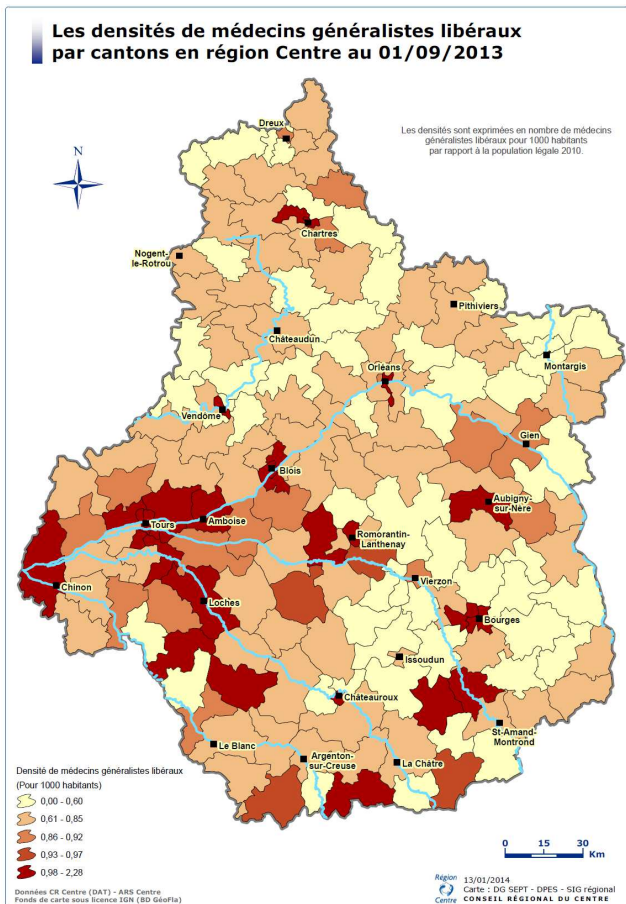 Les densités de médecins généralistes libéraux
par cantons en région Centre au 01/09/2013
Les densités sont exprimées en nombre de médecins
généralistes libéraux pour 1000 habitants
par rapport à la population légale 2010.
N
Dreux
Chartres
Nogent-
le-Rotrou
Pithiviers
Châteaudun
Montargis
Orléans
Vendôme
Gien
Blois
Aubigny-
sur-Nère
Tours
Amboise
Romorantin-
Lanthenay
Chinon
Vierzon
Loches
Bourges
Issoudun
Châteauroux
St-Amand-
Montrond
Le Blanc
Argenton-
sur-Creuse
La Châtre
Densité de médecins généralistes libéraux
(Pour 1000 habitants)
0,00 - 0,60
0,61 - 0,85
0,86 - 0,92
0,93 - 0,97
0,98 - 2,28
0 15 30
Km
Données CR Centre (DAT) - ARS Centre
Fonds de carte sous licence IGN (BD GéoFla)
Région
Centre
13/01/2014
Carte : DG SEPT - DPES - SIG régional
CONSEIL RÉGIONAL DU CENTRE